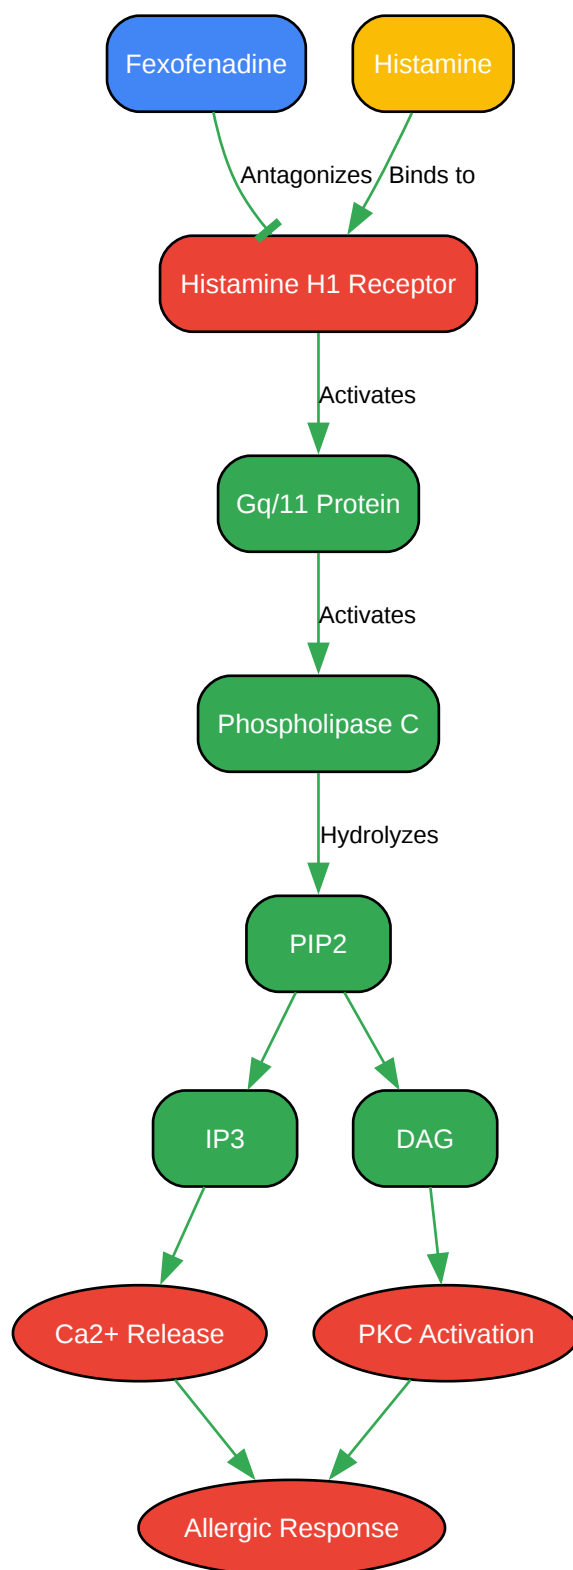 Fexofenadine
Histamine
Antagonizes
Binds to
Histamine H1 Receptor
Activates
Gq/11 Protein
Activates
Phospholipase C
Hydrolyzes
PIP2
IP3
DAG
Ca2+ Release
PKC Activation
Allergic Response